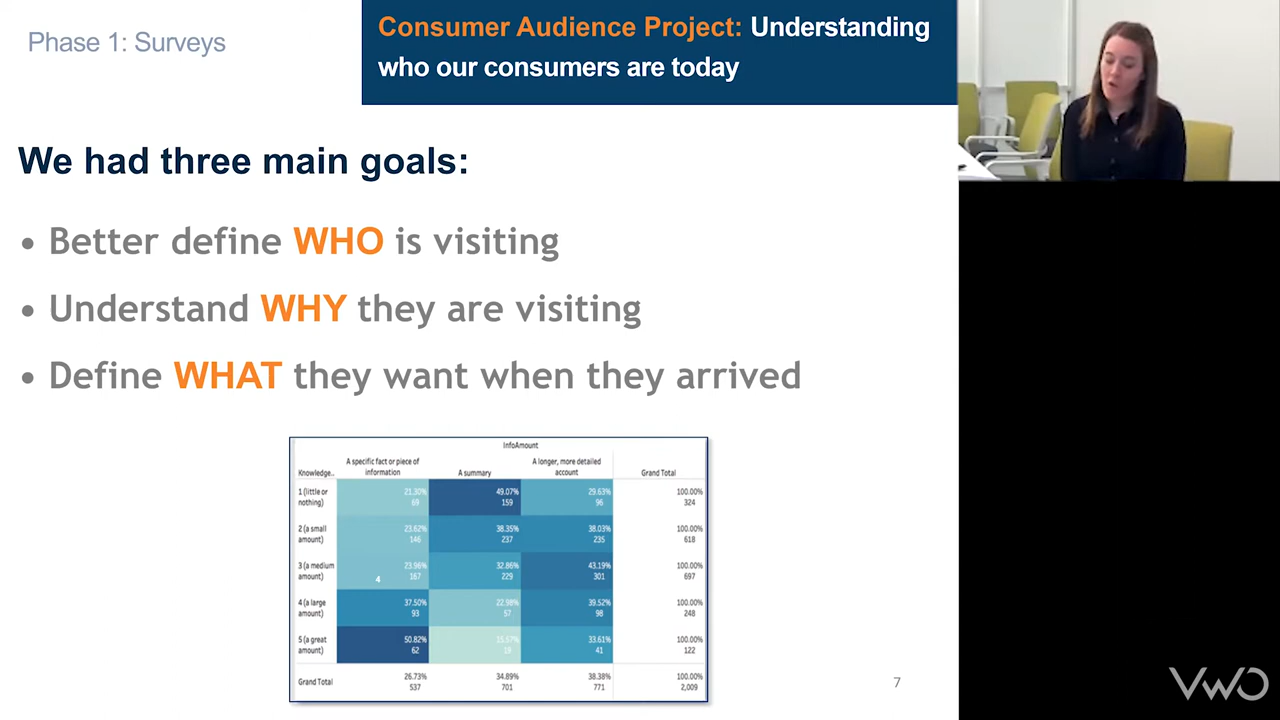 Phase 1: Surveys
Consumer Audience Project: Understanding
who our consumers are today
We had three main goals:
• Better define WHO is visiting
• Understand WHY they are visiting
• Define WHAT they want when they arrived
InfoAmount
Knowledge..
A specific fact or piece of
information
A summary
A longer, more detailed
account
Grand Total
1 (little or
nothing)
21.30%
69
49.07%
159
29.63%
96
100.00%
324
2 (a small
amount)
23.62%
146
38.35%
237
38.03%
235
100.00%
618
3 (a medium
amount)
23.96%
167
4
32.86%
229
43.19%
301
100.00%
697
4 (a large
amount)
37.50%
93
22.98%
57
39.52%
98
100.00%
248
5 (a great
amount)
50.82%
62
15.57%
19
33.61%
41
100.00%
122
Grand Total
26.73%
537
34.89%
701
38.38%
771
100.00%
2,009
7
VWO